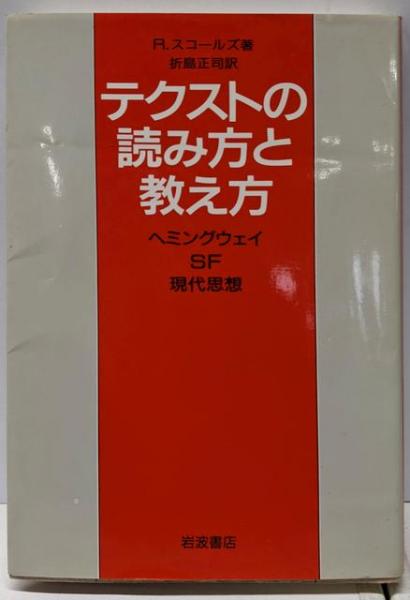 R.スコールズ著
折島正司訳
テクストの
読み方と
教え方
ヘミングウェイ
SF
現代思想
岩波書店